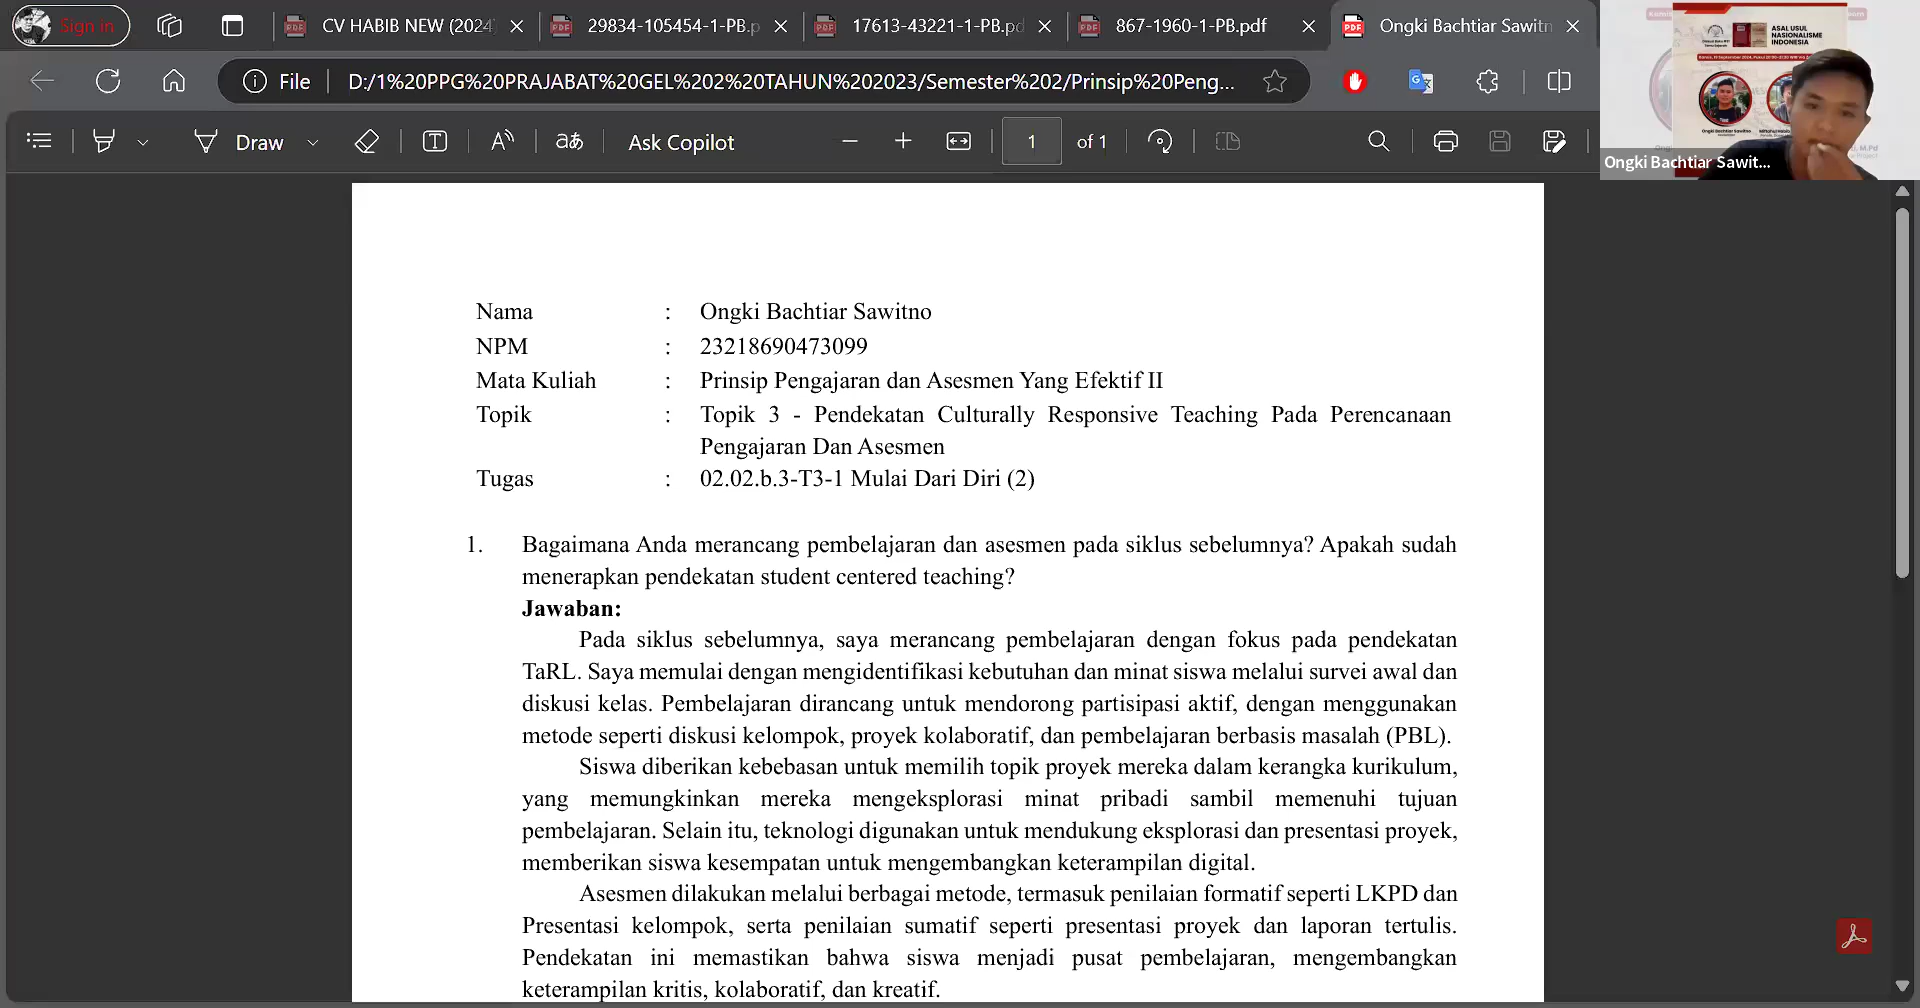 Sign in
CV HABIB NEW (2024
29834-105454-1-PB.p
17613-43221-1-PB.pd
867-1960-1-PB.pdf
Ongki Bachtiar Sawitn
File
D:/1%20PPG%20PRAJABAT%20GEL%202%20TAHUN%202023/Semester%202/Prinsip%20Peng...
Draw
Ask Copilot
1
of 1
ASAL USUL
NASIONALISME
INDONESIA
Ongki Bachtiar Sawitno
M.Pd
Ongki Bachtiar Sawit...
Nama : Ongki Bachtiar Sawitno
NPM : 23218690473099
Mata Kuliah : Prinsip Pengajaran dan Asesmen Yang Efektif II
Topik : Topik 3 - Pendekatan Culturally Responsive Teaching Pada Perencanaan
Pengajaran Dan Asesmen
Tugas : 02.02.b.3-T3-1 Mulai Dari Diri (2)
1. Bagaimana Anda merancang pembelajaran dan asesmen pada siklus sebelumnya? Apakah sudah
menerapkan pendekatan student centered teaching?
Jawaban:
Pada siklus sebelumnya, saya merancang pembelajaran dengan fokus pada pendekatan
TaRL. Saya memulai dengan mengidentifikasi kebutuhan dan minat siswa melalui survei awal dan
diskusi kelas. Pembelajaran dirancang untuk mendorong partisipasi aktif, dengan menggunakan
metode seperti diskusi kelompok, proyek kolaboratif, dan pembelajaran berbasis masalah (PBL).
Siswa diberikan kebebasan untuk memilih topik proyek mereka dalam kerangka kurikulum,
yang memungkinkan mereka mengeksplorasi minat pribadi sambil memenuhi tujuan
pembelajaran. Selain itu, teknologi digunakan untuk mendukung eksplorasi dan presentasi proyek,
memberikan siswa kesempatan untuk mengembangkan keterampilan digital.
Asesmen dilakukan melalui berbagai metode, termasuk penilaian formatif seperti LKPD dan
Presentasi kelompok, serta penilaian sumatif seperti presentasi proyek dan laporan tertulis.
Pendekatan ini memastikan bahwa siswa menjadi pusat pembelajaran, mengembangkan
keterampilan kritis, kolaboratif, dan kreatif.